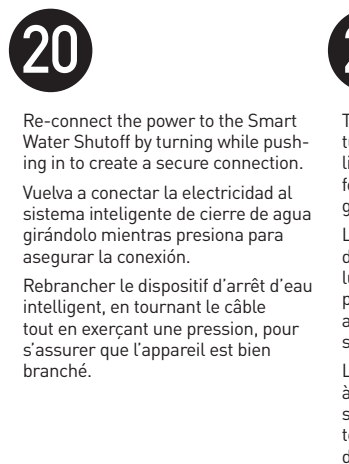 20
Re-connect the power to the Smart
Water Shutoff by turning while push-
ing in to create a secure connection.
Vuelva a conectar la electricidad al
sistema inteligente de cierre de agua
girándolo mientras presiona para
asegurar la conexión.
Rebrancher le dispositif d'arrêt d'eau
intelligent, en tournant le câble
tout en exerçant une pression, pour
s'assurer que l'appareil est bien
branché.